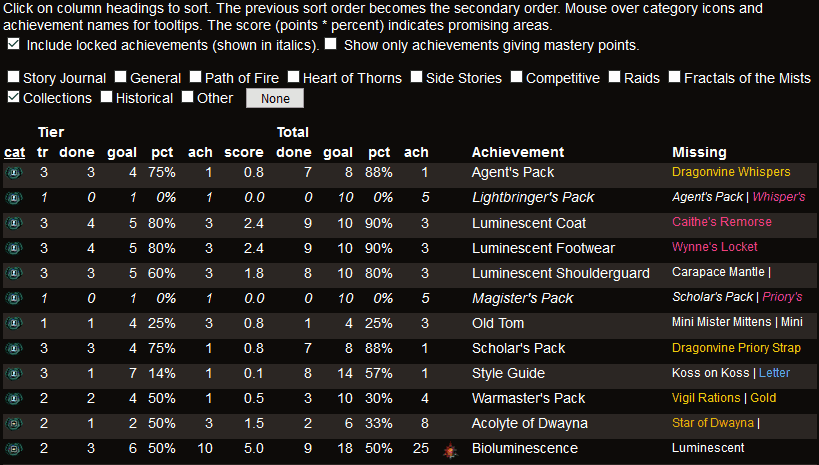 Click on column headings to sort. The previous sort order becomes the secondary order. Mouse over category icons and
achievement names for tooltips. The score (points * percent) indicates promising areas.
Include locked achievements (shown in italics). Show only achievements giving mastery points.
Story Journal General Path of Fire Heart of Thorns Side Stories Competitive Raids Fractals of the Mists
Collections Historical Other None
Tier Total
cat tr done goal pct ach score done goal pct ach Achievement Missing
3 3 4 75% 1 0.8 7 8 88% 1 Agent's Pack Dragonvine Whispers
1 0 1 0% 1 0.0 0 10 0% 5 Lightbringer's Pack Agent's Pack | Whisper's
3 4 5 80% 3 2.4 9 10 90% 3 Luminescent Coat Caithe's Remorse
3 4 5 80% 3 2.4 9 10 90% 3 Luminescent Footwear Wynne's Locket
3 3 5 60% 3 1.8 8 10 80% 3 Luminescent Shoulderguard Carapace Mantle |
1 0 1 0% 1 0.0 0 10 0% 5 Magister's Pack Scholar's Pack | Priory's
1 1 4 25% 3 0.8 1 4 25% 3 Old Tom Mini Mister Mittens | Mini
3 3 4 75% 1 0.8 7 8 88% 1 Scholar's Pack Dragonvine Priory Strap
3 1 7 14% 1 0.1 8 14 57% 1 Style Guide Koss on Koss | Letter
2 2 4 50% 1 0.5 3 10 30% 4 Warmaster's Pack Vigil Rations | Gold
2 1 2 50% 3 1.5 2 6 33% 8 Acolyte of Dwayna Star of Dwayna |
2 3 6 50% 10 5.0 9 18 50% 25 Bioluminescence Luminescent